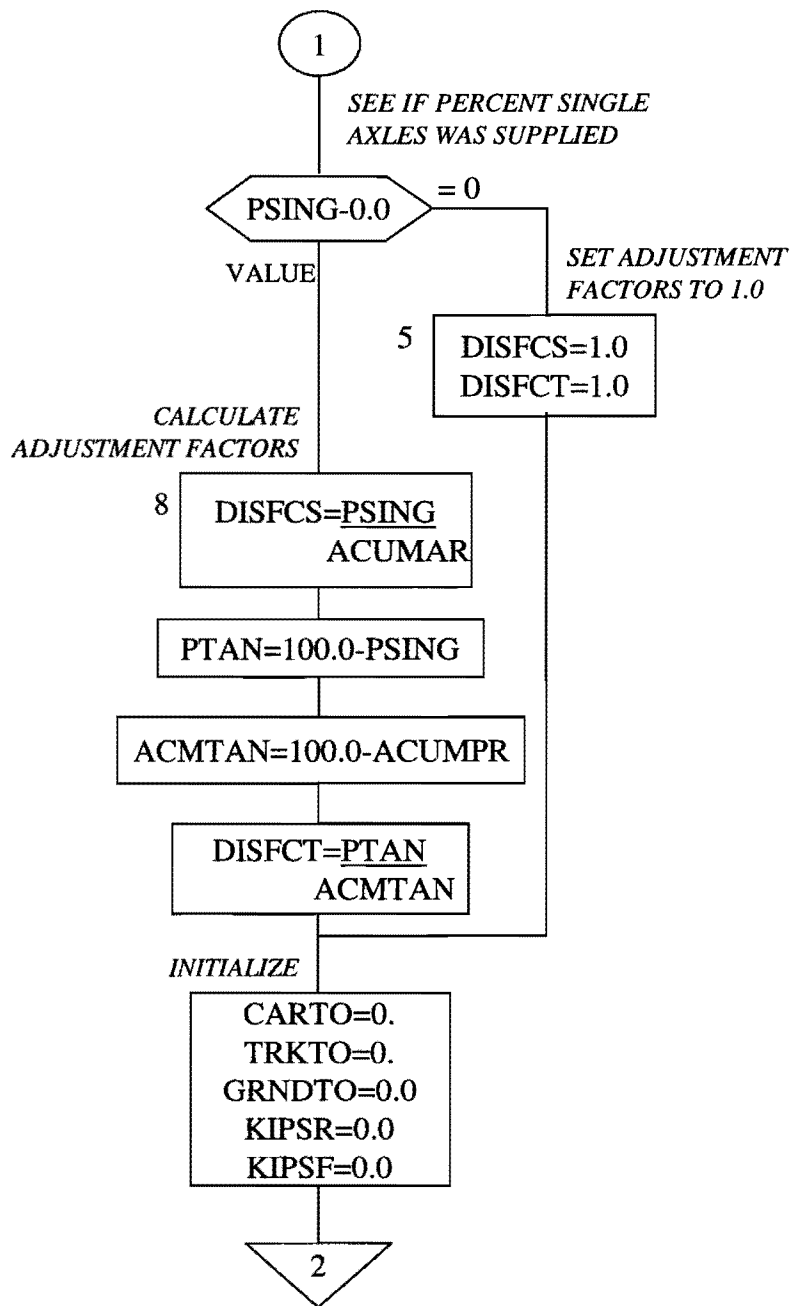 1
SEE IF PERCENT SINGLE
AXLES WAS SUPPLIED
PSING-0.0
= 0
VALUE
SET ADJUSTMENT
FACTORS TO 1.0
5
DISFCS=1.0
DISFCT=1.0
CALCULATE
ADJUSTMENT FACTORS
8
DISFCS=PSING
ACUMAR
PTAN=100.0-PSING
ACMTAN=100.0-ACUMPR
DISFCT=PTAN
ACMTAN
INITIALIZE
CARTO=0.
TRKTO=0.
GRNDTO=0.0
KIPSR=0.0
KIPSF=0.0
2